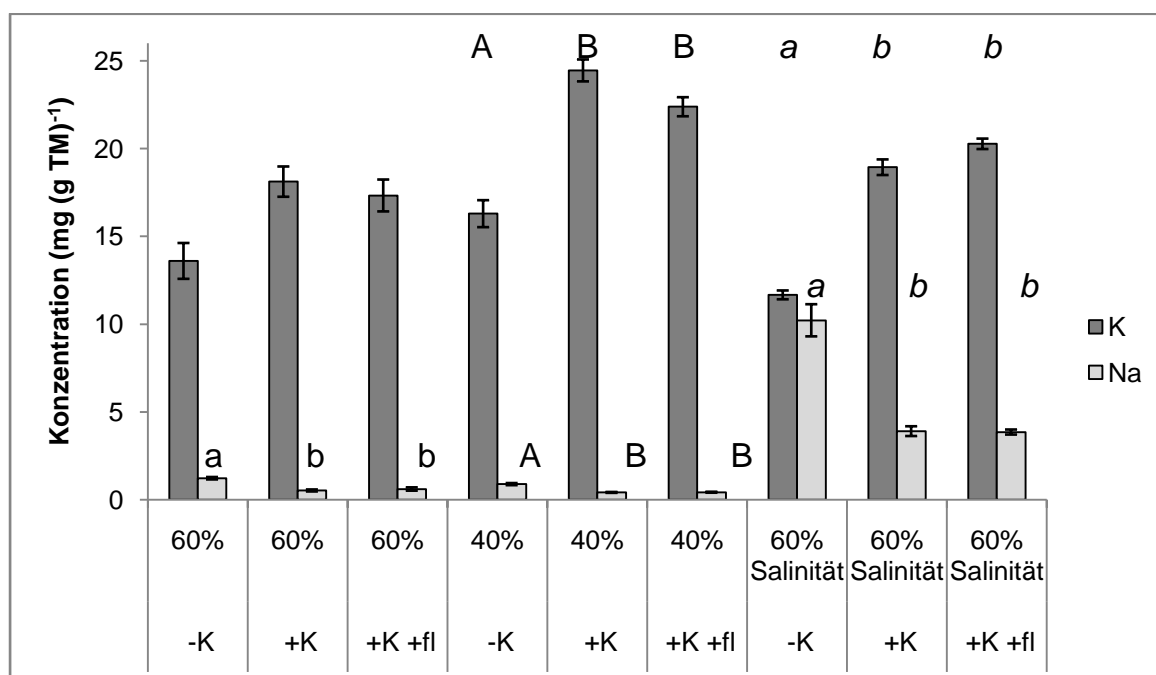 A B B a b b
25
20
15
10
5
0
Konzentration (mg (g TM)⁻¹)
a b b
a b b A B B
K
Na
60% 60% 60% 40% 40% 40% 60% 60% 60%
Salinität Salinität Salinität
-K +K +K +fl -K +K +K +fl -K +K +K +fl